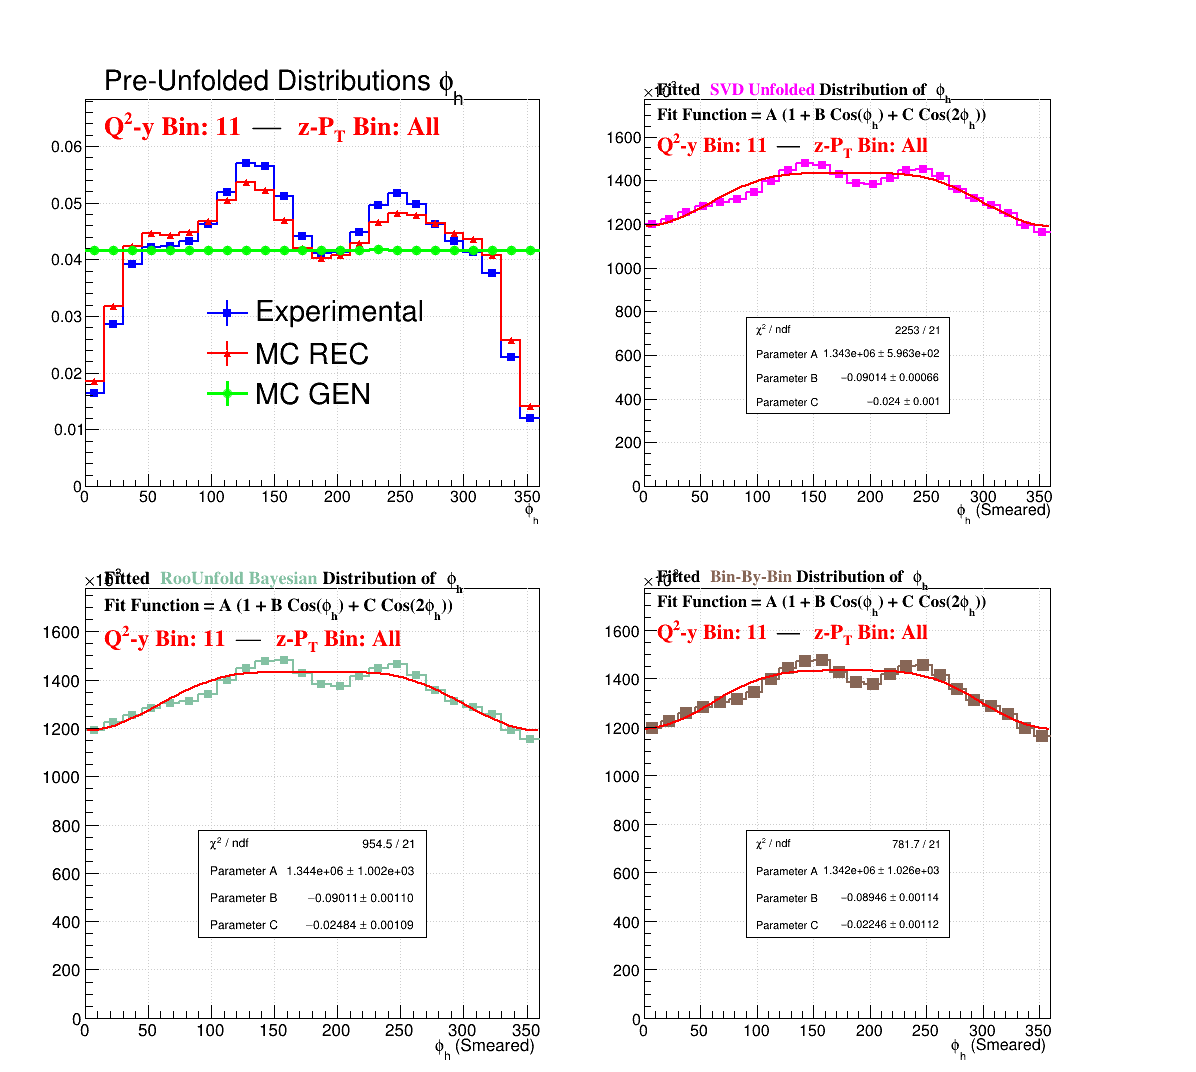 Pre-Unfolded Distributions ϕh
Q²-y Bin: 11 — z-PT Bin: All
0.06
0.05
0.04
0.03
0.02
0.01
0
Experimental
MC REC
MC GEN
0 50 100 150 200 250 300 350
ϕh
Fitted SVD Unfolded Distribution of ϕh
Fit Function = A (1 + B Cos(ϕh) + C Cos(2ϕh))
Q²-y Bin: 11 — z-PT Bin: All
1600
1400
1200
1000
800
600
400
200
0
χ² / ndf 2253 / 21
Parameter A 1.343e+06 ± 5.963e+02
Parameter B −0.09014 ± 0.00066
Parameter C −0.024 ± 0.001
0 50 100 150 200 250 300 350
ϕh (Smeared)
Fitted RooUnfold Bayesian Distribution of ϕh
Fit Function = A (1 + B Cos(ϕh) + C Cos(2ϕh))
Q²-y Bin: 11 — z-PT Bin: All
1600
1400
1200
1000
800
600
400
200
0
χ² / ndf 954.5 / 21
Parameter A 1.344e+06 ± 1.002e+03
Parameter B −0.09011 ± 0.00110
Parameter C −0.02484 ± 0.00109
0 50 100 150 200 250 300 350
ϕh (Smeared)
Fitted Bin-By-Bin Distribution of ϕh
Fit Function = A (1 + B Cos(ϕh) + C Cos(2ϕh))
Q²-y Bin: 11 — z-PT Bin: All
1600
1400
1200
1000
800
600
400
200
0
χ² / ndf 781.7 / 21
Parameter A 1.342e+06 ± 1.026e+03
Parameter B −0.08946 ± 0.00114
Parameter C −0.02246 ± 0.00112
0 50 100 150 200 250 300 350
ϕh (Smeared)